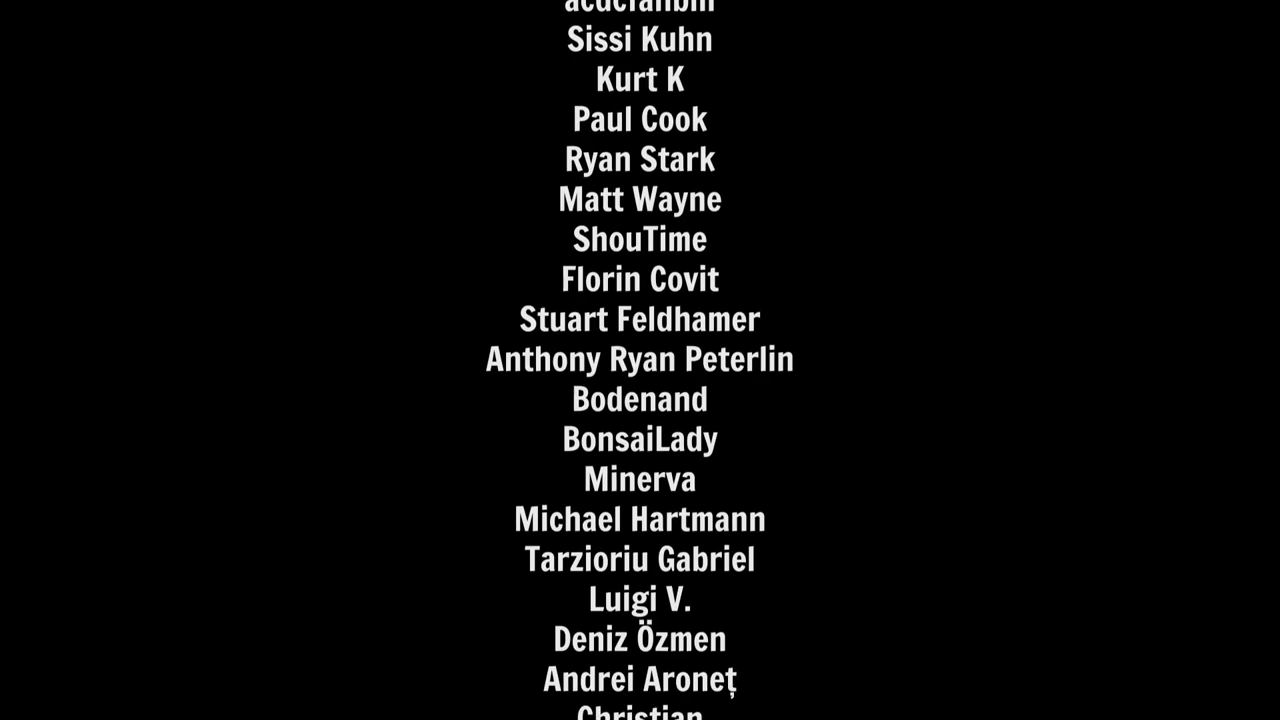 Sissi Kuhn
Kurt K
Paul Cook
Ryan Stark
Matt Wayne
ShouTime
Florin Covit
Stuart Feldhamer
Anthony Ryan Peterlin
Bodenand
BonsaiLady
Minerva
Michael Hartmann
Tarzioriu Gabriel
Luigi V.
Deniz Özmen
Andrei Aroneț
Christian